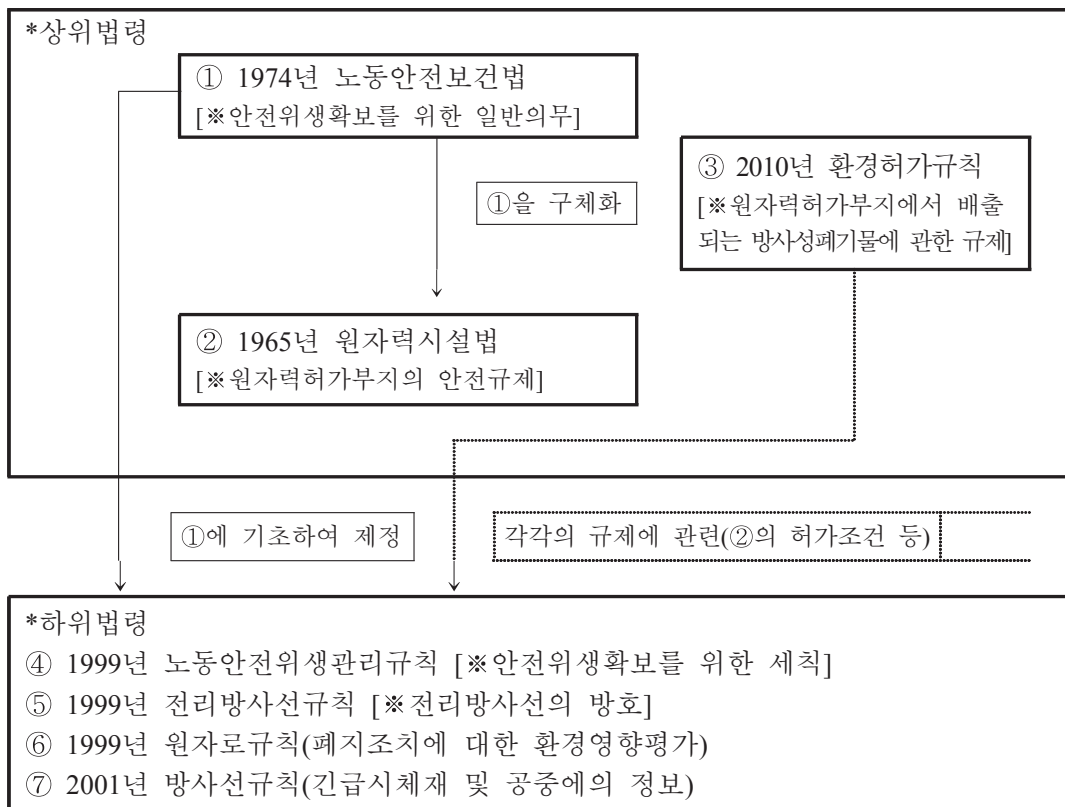 *상위법령
① 1974년 노동안전보건법
[※안전위생확보를 위한 일반의무]
③ 2010년 환경허가규칙
[※원자력허가부지에서 배출
되는 방사성폐기물에 관한 규제]
①을 구체화
② 1965년 원자력시설법
[※원자력허가부지의 안전규제]
①에 기초하여 제정
각각의 규제에 관련(②의 허가조건 등)
*하위법령
④ 1999년 노동안전위생관리규칙 [※안전위생확보를 위한 세칙]
⑤ 1999년 전리방사선규칙 [※전리방사선의 방호]
⑥ 1999년 원자로규칙(폐지조치에 대한 환경영향평가)
⑦ 2001년 방사선규칙(긴급시체재 및 공중에의 정보)